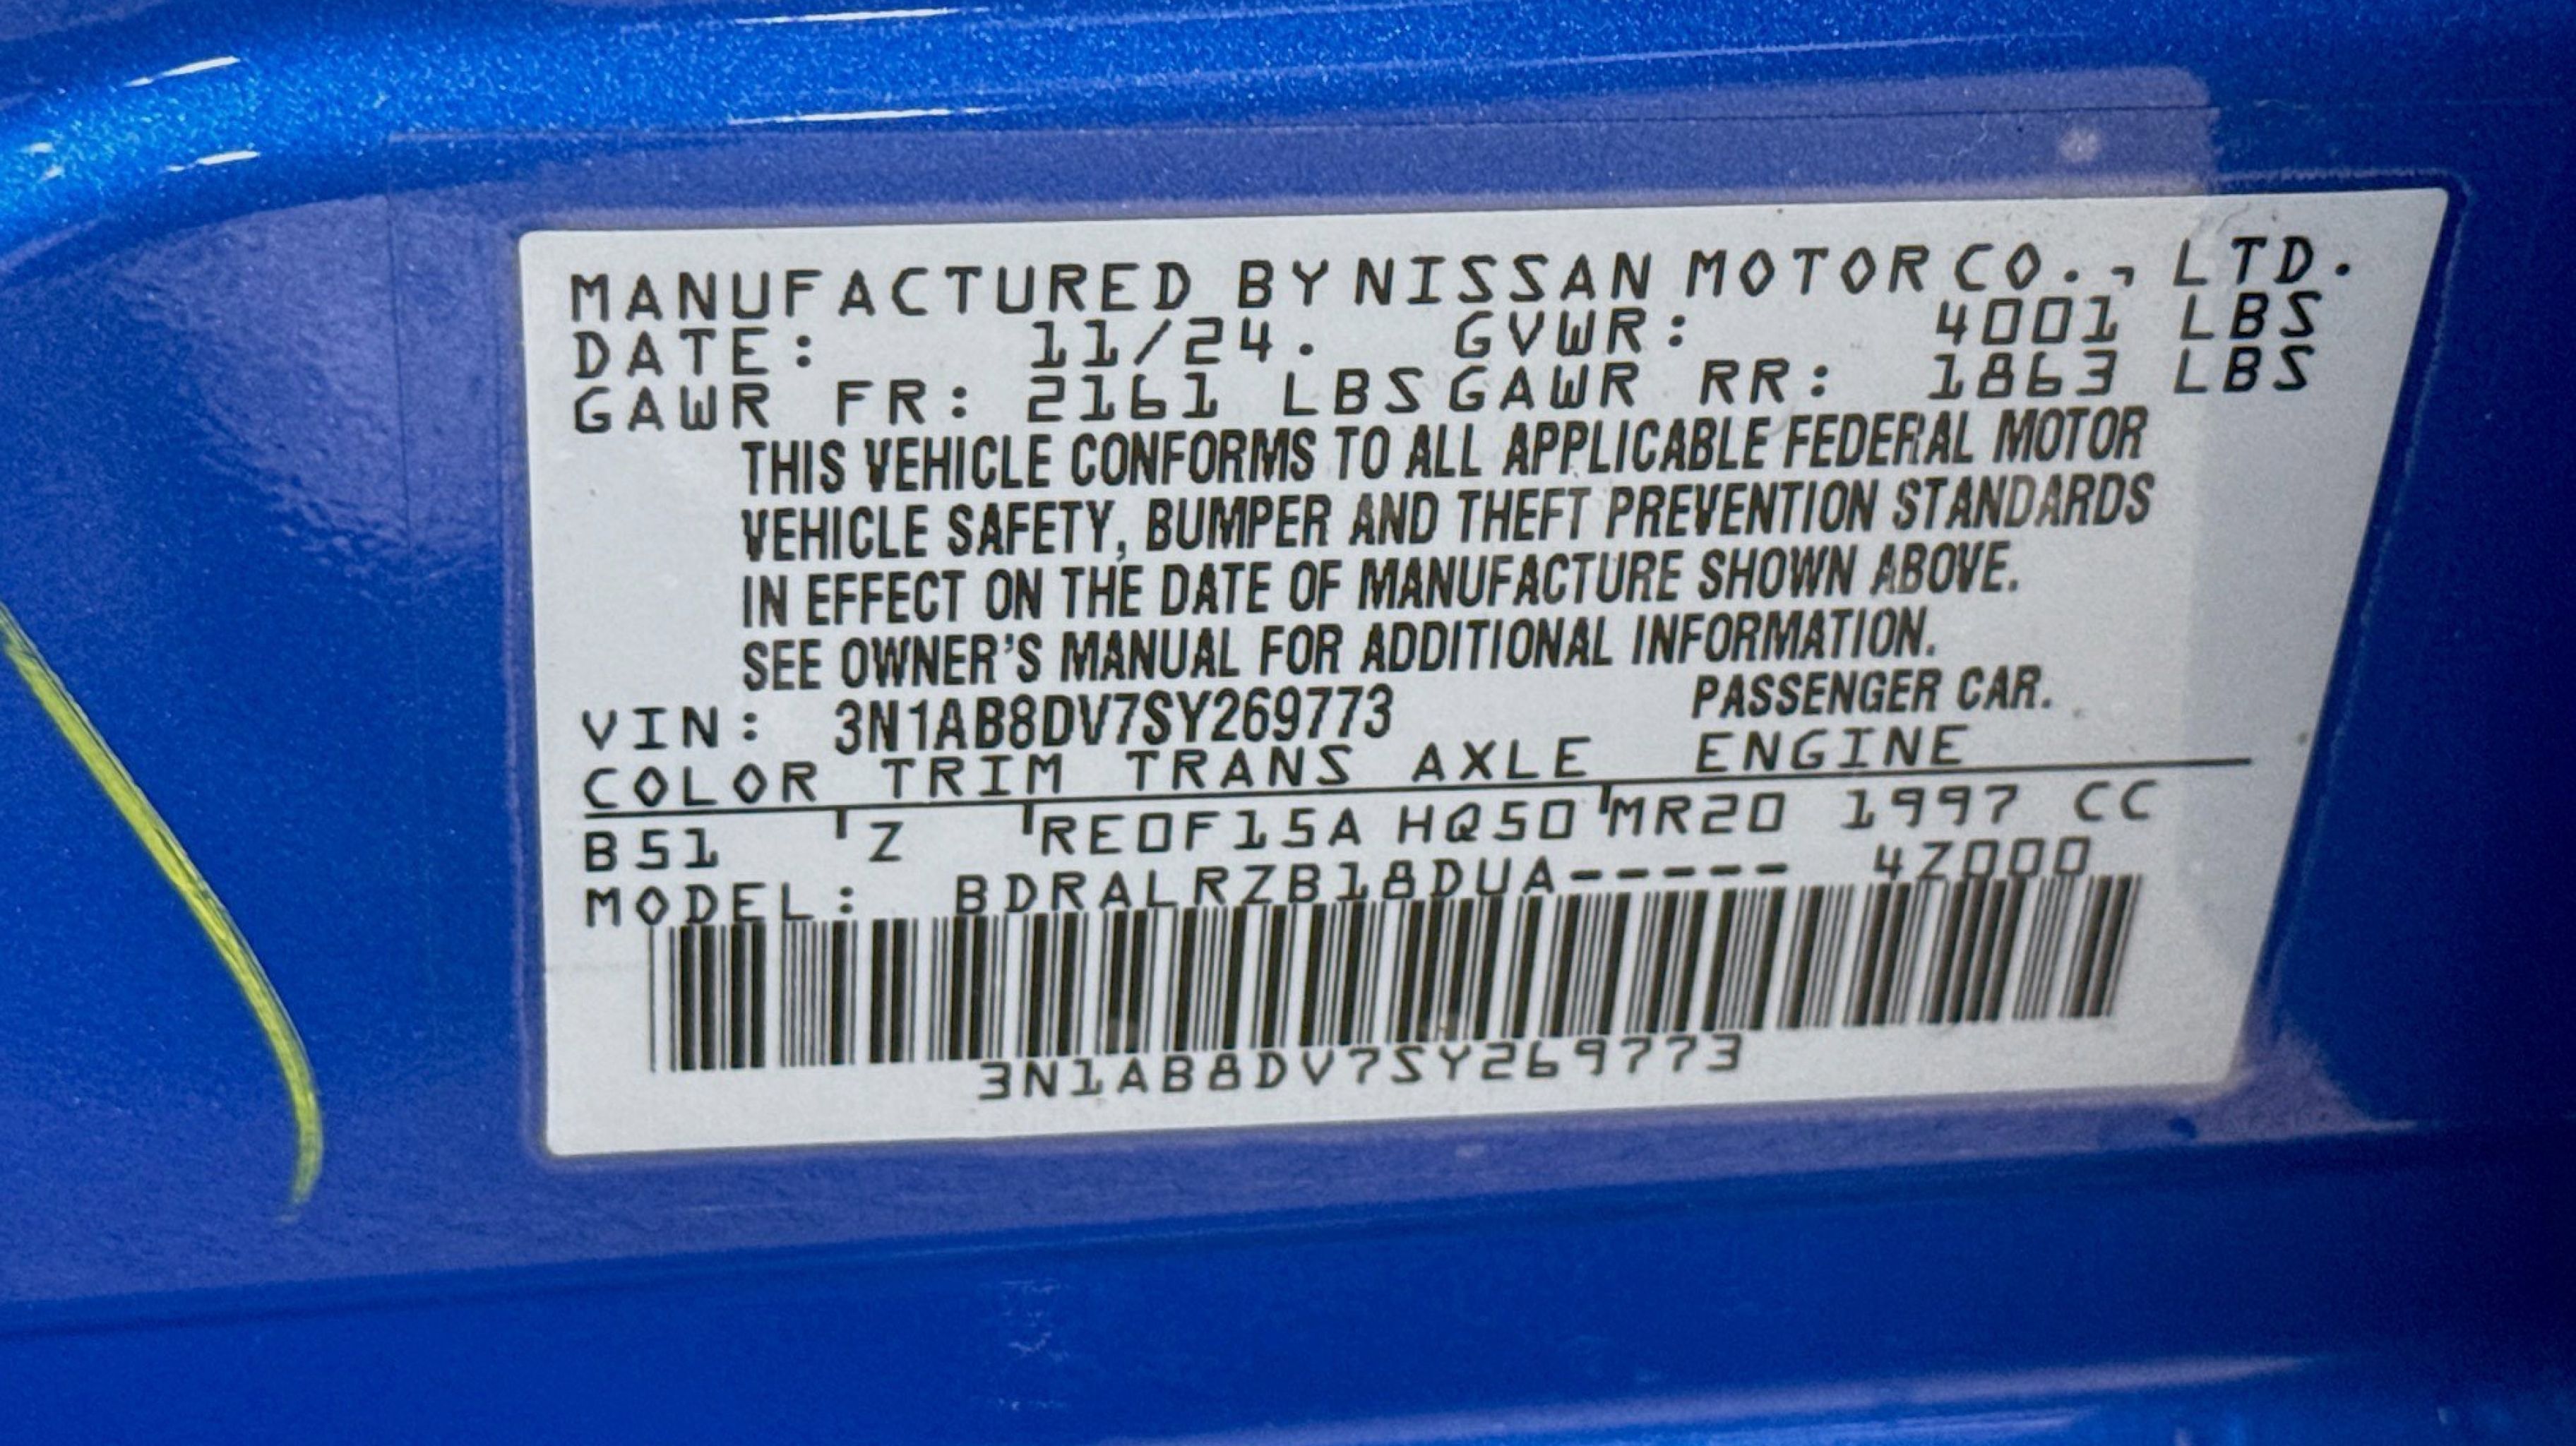 MANUFACTURED BY NISSAN MOTOR CO., LTD.
DATE: 11/24. GVWR: 4001 LBS
GAWR FR: 2161 LBS GAWR RR: 1863 LBS
THIS VEHICLE CONFORMS TO ALL APPLICABLE FEDERAL MOTOR
VEHICLE SAFETY, BUMPER AND THEFT PREVENTION STANDARDS
IN EFFECT ON THE DATE OF MANUFACTURE SHOWN ABOVE.
SEE OWNER'S MANUAL FOR ADDITIONAL INFORMATION.
VIN: 3N1AB8DV7SY269773 PASSENGER CAR.
COLOR TRIM TRANS AXLE ENGINE
B51 Z RE0F15A HQ50 MR20 1997 CC
MODEL: BDRALRZB18DUA----- 4Z000
3N1AB8DV7SY269773